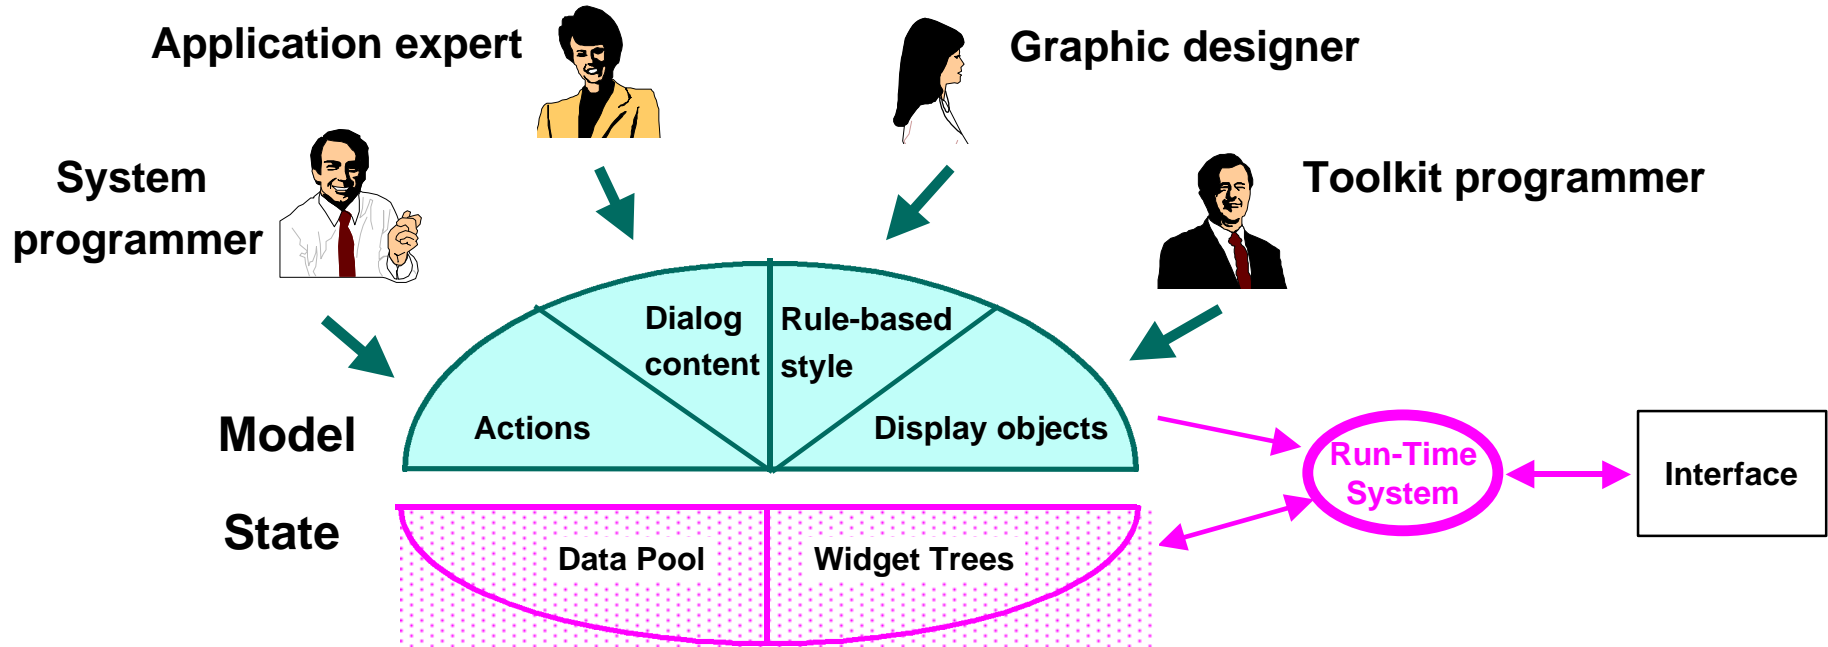 Application expert
Graphic designer
System
programmer
Toolkit programmer
Dialog
content
Rule-based
style
Actions
Display objects
Model
Run-Time
System
Interface
State
Data Pool
Widget Trees